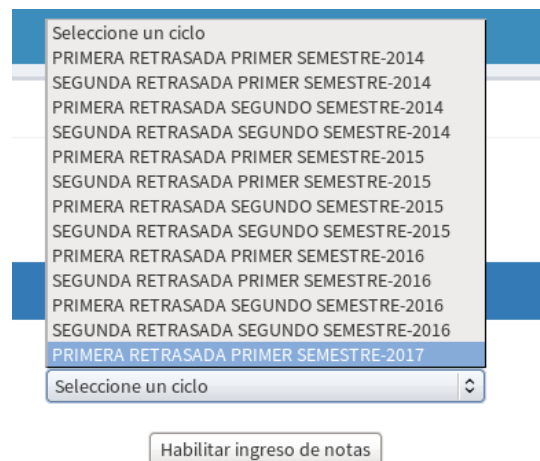 Seleccione un ciclo
PRIMERA RETRASADA PRIMER SEMESTRE-2014
SEGUNDA RETRASADA PRIMER SEMESTRE-2014
PRIMERA RETRASADA SEGUNDO SEMESTRE-2014
SEGUNDA RETRASADA SEGUNDO SEMESTRE-2014
PRIMERA RETRASADA PRIMER SEMESTRE-2015
SEGUNDA RETRASADA PRIMER SEMESTRE-2015
PRIMERA RETRASADA SEGUNDO SEMESTRE-2015
SEGUNDA RETRASADA SEGUNDO SEMESTRE-2015
PRIMERA RETRASADA PRIMER SEMESTRE-2016
SEGUNDA RETRASADA PRIMER SEMESTRE-2016
PRIMERA RETRASADA SEGUNDO SEMESTRE-2016
SEGUNDA RETRASADA SEGUNDO SEMESTRE-2016
PRIMERA RETRASADA PRIMER SEMESTRE-2017
Seleccione un ciclo
Habilitar ingreso de notas